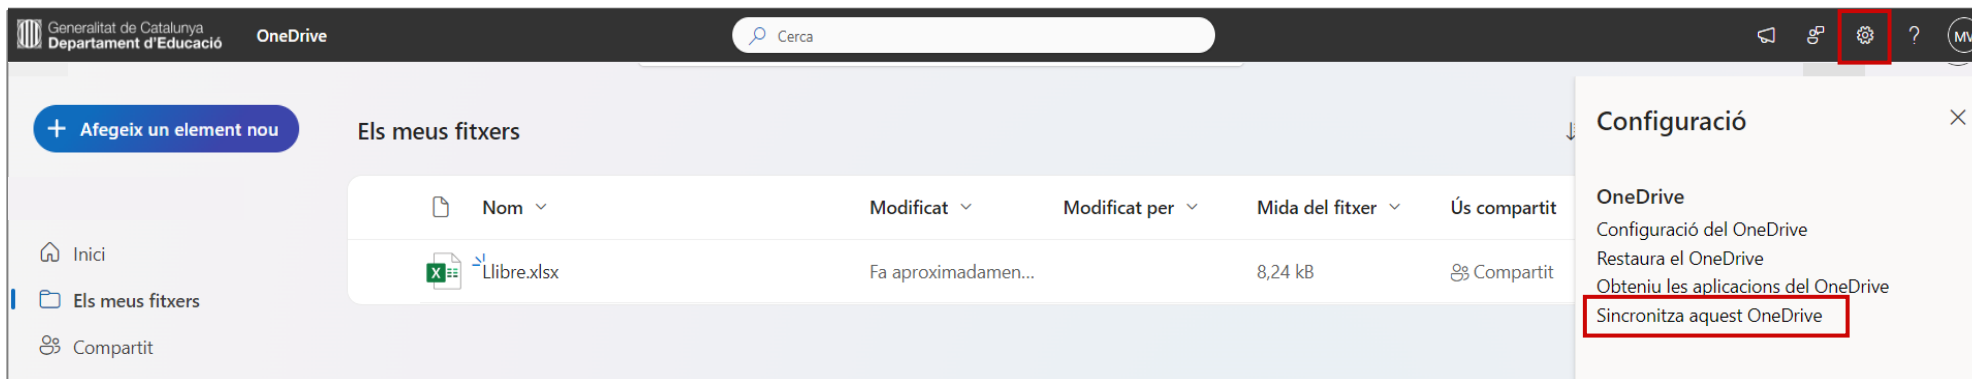 Generalitat de Catalunya
Departament d'Educació
OneDrive
Cerca
?
MV
Afegeix un element nou
Inici
Els meus fitxers
Compartit
Els meus fitxers
Nom Modificat Modificat per Mida del fitxer Ús compartit
Llibre.xlsx Fa aproximadamen... 8,24 kB Compartit
Configuració
OneDrive
Configuració del OneDrive
Restaura el OneDrive
Obteniu les aplicacions del OneDrive
Sincronitza aquest OneDrive